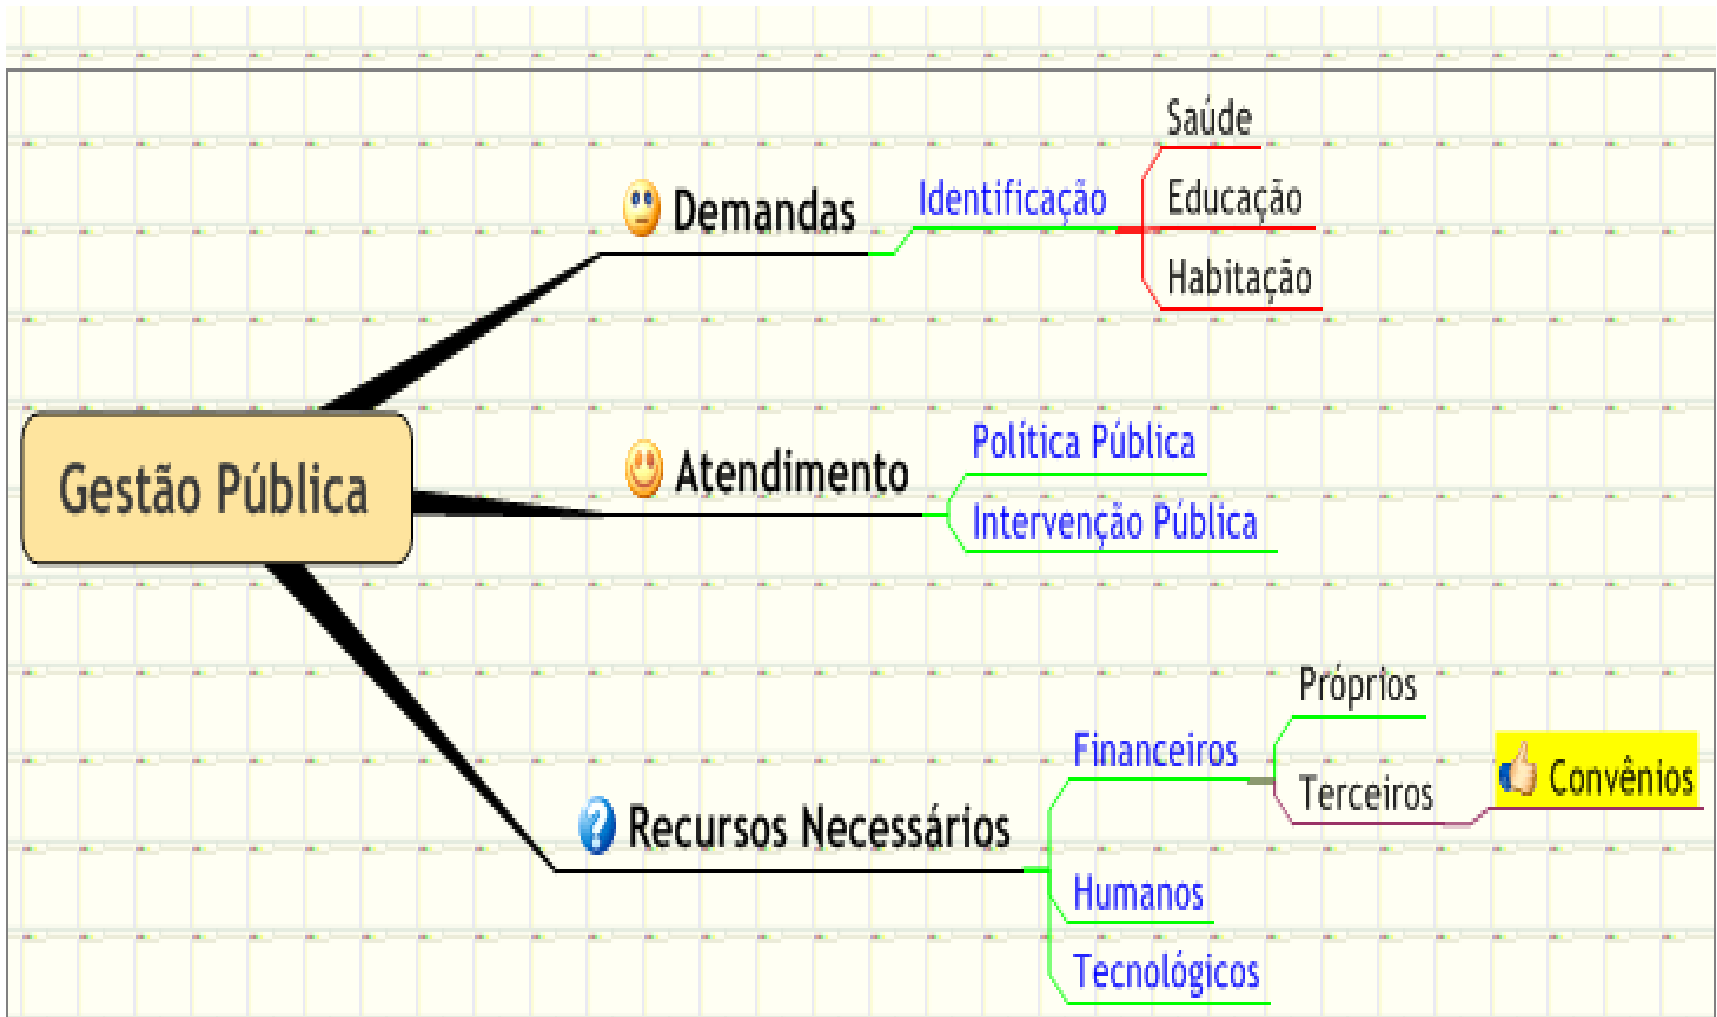 Gestão Pública
Demandas
Identificação
Saúde
Educação
Habitação
Atendimento
Política Pública
Intervenção Pública
Recursos Necessários
Financeiros
Próprios
Terceiros
Convênios
Humanos
Tecnológicos